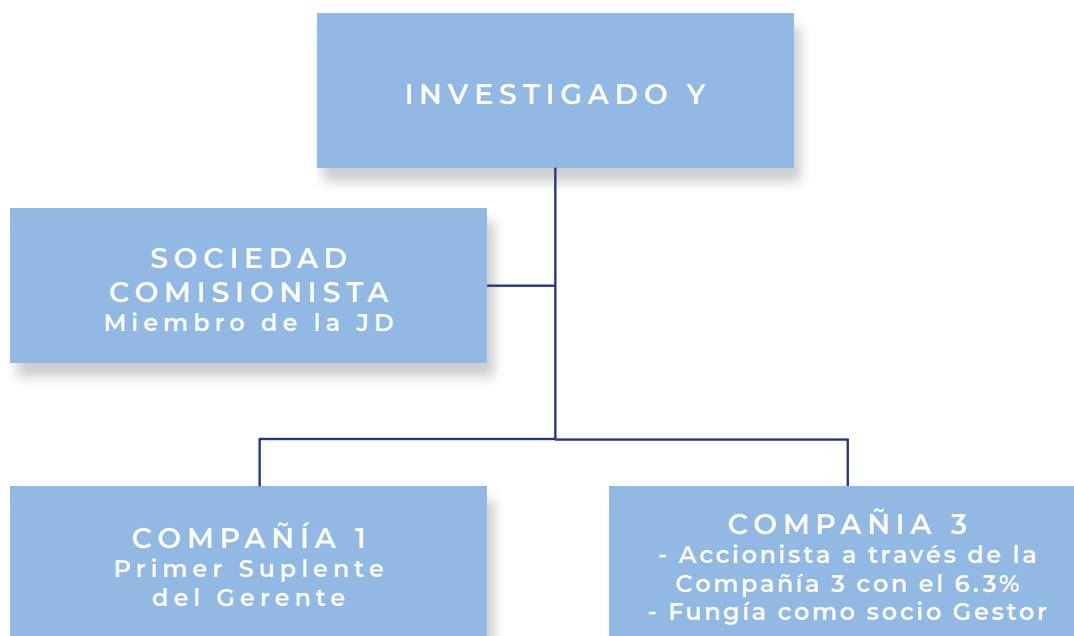 INVESTIGADO Y
SOCIEDAD
COMISIONISTA
Miembro de la JD
COMPAÑÍA 1
Primer Suplente
del Gerente
COMPAÑIA 3
- Accionista a través de la
Compañía 3 con el 6.3%
- Fungía como socio Gestor